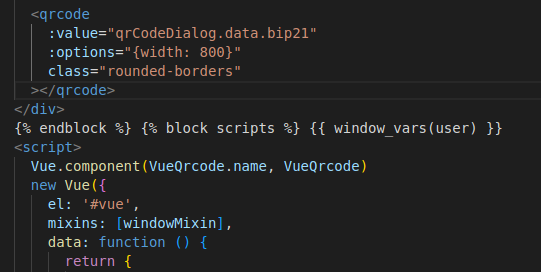 <qrcode
:value="qrCodeDialog.data.bip21"
:options="{width: 800}"
class="rounded-borders"
></qrcode>
</div>
{% endblock %} {% block scripts %} {{ window_vars(user) }}
<script>
Vue.component(VueQrcode.name, VueQrcode)
new Vue({
el: '#vue',
mixins: [windowMixin],
data: function () {
return {